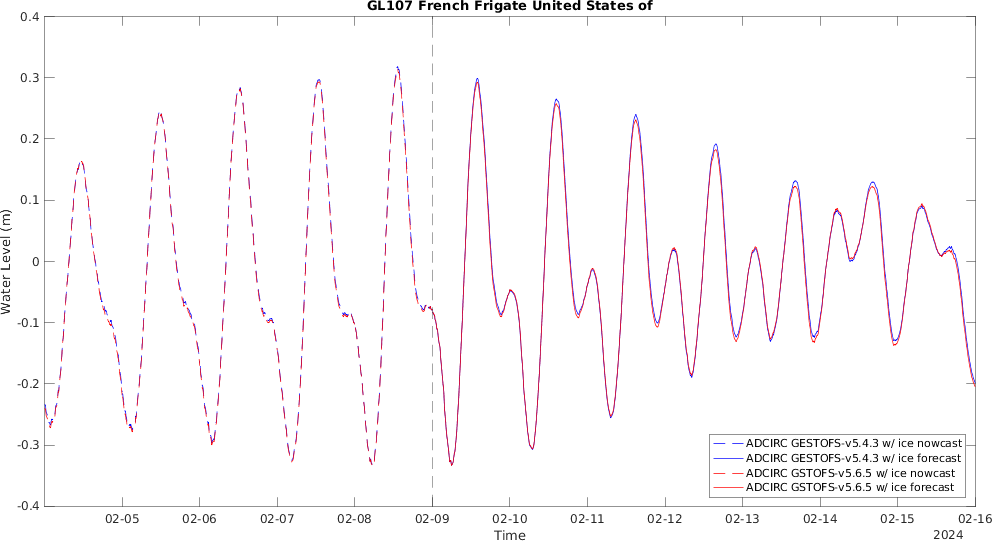 GL107 French Frigate United States of
0.4
0.3
0.2
0.1
0
-0.1
-0.2
-0.3
-0.4
Water Level (m)
02-05 02-06 02-07 02-08 02-09 02-10 02-11 02-12 02-13 02-14 02-15 02-16
Time
2024
ADCIRC GESTOFS-v5.4.3 w/ ice nowcast
ADCIRC GESTOFS-v5.4.3 w/ ice forecast
ADCIRC GSTOFS-v5.6.5 w/ ice nowcast
ADCIRC GSTOFS-v5.6.5 w/ ice forecast